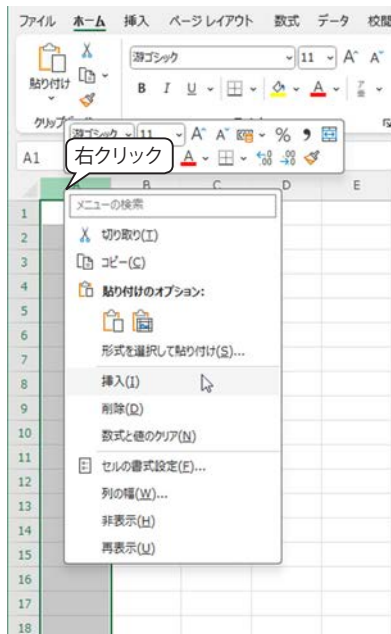 ファイル ホーム 挿入 ページ レイアウト 数式 データ 校閲
游ゴシック 11 A^ A˅
貼り付け
B I U A
クリップボード
游ゴシック 11 A^ A˅ % 9
A
A1
右クリック
A B C D E
メニューの検索
1
切り取り(T)
2
コピー(C)
3
貼り付けのオプション:
4
5
形式を選択して貼り付け(S)...
6
7
挿入(I)
8
削除(D)
9
数式と値のクリア(N)
10
11
セルの書式設定(F)...
12
列の幅(W)...
13
非表示(H)
14
再表示(U)
15
16
17
18